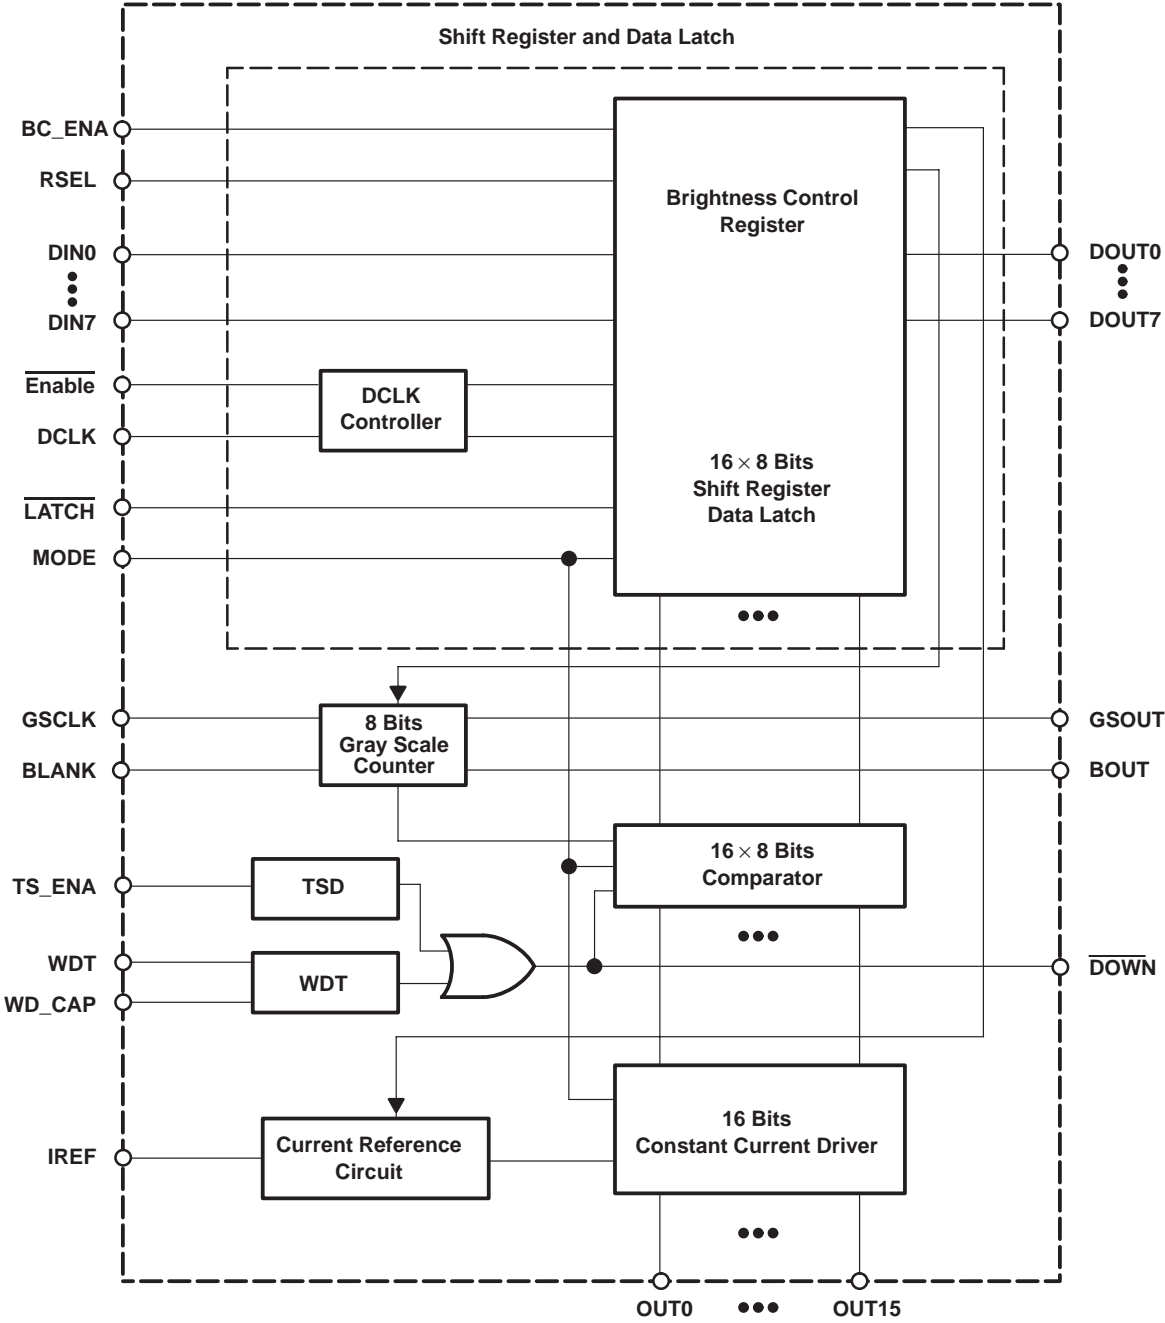 Shift Register and Data Latch
BC_ENA
RSEL
DIN0
DIN7
Enable
DCLK
LATCH
MODE
DCLK
Controller
Brightness Control
Register
16 × 8 Bits
Shift Register
Data Latch
DOUT0
DOUT7
GSCLK
BLANK
8 Bits
Gray Scale
Counter
GSOUT
BOUT
16 × 8 Bits
Comparator
TS_ENA
TSD
WDT
WD_CAP
WDT
DOWN
IREF
Current Reference
Circuit
16 Bits
Constant Current Driver
OUT0
OUT15